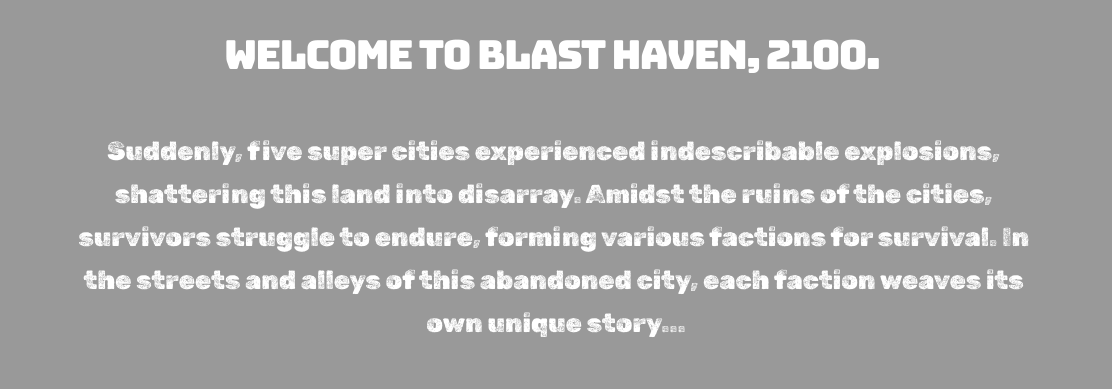 WELCOME TO BLAST HAVEN, 2100.
Suddenly, five super cities experienced indescribable explosions,
shattering this land into disarray. Amidst the ruins of the cities,
survivors struggle to endure, forming various factions for survival. In
the streets and alleys of this abandoned city, each faction weaves its
own unique story...